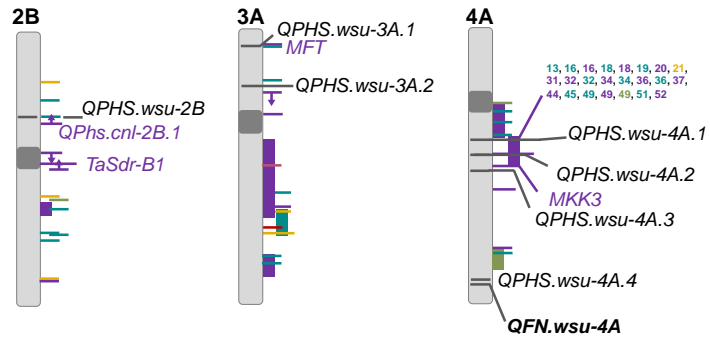 2B
QPHS.wsu-2B
QPhs.cnl-2B.1
TaSdr-B1
3A
QPHS.wsu-3A.1
MFT
QPHS.wsu-3A.2
4A
13, 16, 16, 18, 18, 19, 20, 21,
31, 32, 32, 34, 34, 36, 36, 37,
44, 45, 49, 49, 49, 51, 52
QPHS.wsu-4A.1
QPHS.wsu-4A.2
MKK3
QPHS.wsu-4A.3
QPHS.wsu-4A.4
QFN.wsu-4A